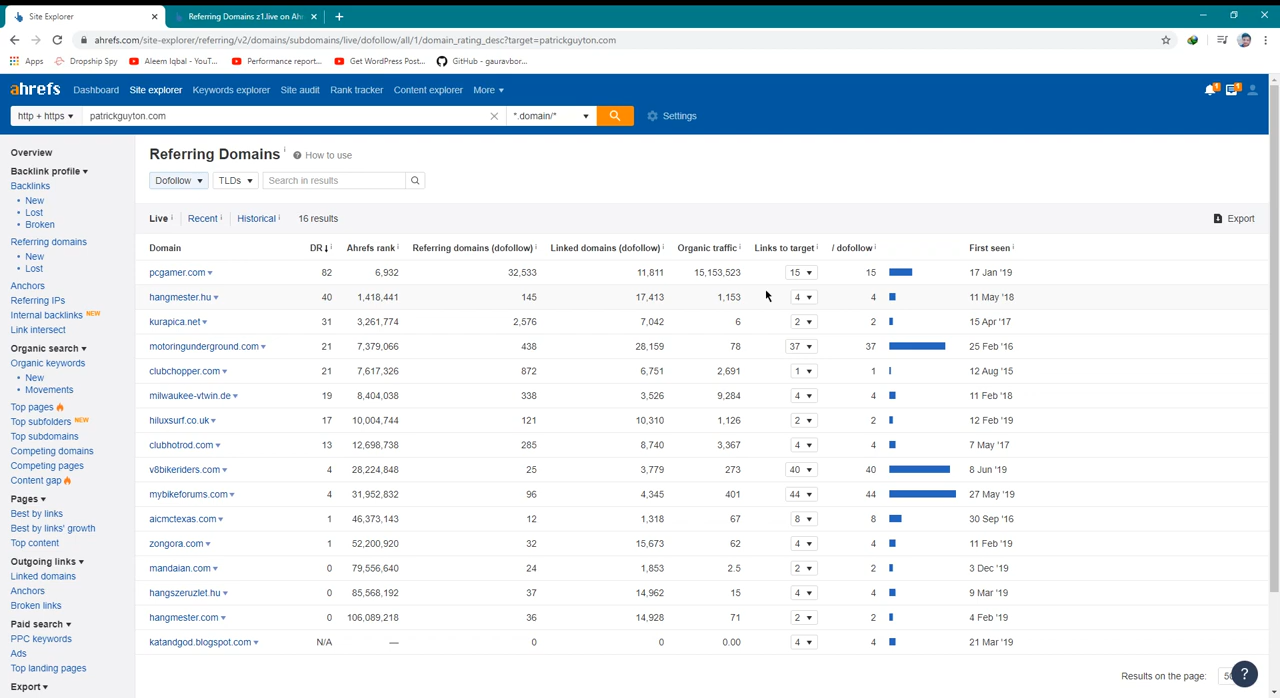 Site Explorer
Referring Domains z1.live on Ahr
ahrefs.com/site-explorer/referring/v2/domains/subdomains/live/dofollow/all/1/domain_rating_desc?target=patrickguyton.com
Apps Dropship Spy Aleem Iqbal - YouT... Performance report... Get WordPress Post... GitHub - gauravbor...
ahrefs Dashboard Site explorer Keywords explorer Site audit Rank tracker Content explorer More 1 1
http + https patrickguyton.com *.domain/* Settings
Overview
Backlink profile
Backlinks
• New
• Lost
• Broken
Referring domains
• New
• Lost
Anchors
Referring IPs
Internal backlinks NEW
Link intersect
Organic search
Organic keywords
• New
• Movements
Top pages
Top subfolders NEW
Top subdomains
Competing domains
Competing pages
Content gap
Pages
Best by links
Best by links' growth
Top content
Outgoing links
Linked domains
Anchors
Broken links
Paid search
PPC keywords
Ads
Top landing pages
Export
Referring Domains i ? How to use
Dofollow TLDs Search in results
Live i Recent i Historical i 16 results Export
Domain DR↓ i Ahrefs rank i Referring domains (dofollow) i Linked domains (dofollow) i Organic traffic i Links to target i / dofollow i First seen i
pcgamer.com 82 6,932 32,533 11,811 15,153,523 15 15 17 Jan '19
hangmester.hu 40 1,418,441 145 17,413 1,153 4 4 11 May '18
kurapica.net 31 3,261,774 2,576 7,042 6 2 2 15 Apr '17
motoringunderground.com 21 7,379,066 438 28,159 78 37 37 25 Feb '16
clubchopper.com 21 7,617,326 872 6,751 2,691 1 1 12 Aug '15
milwaukee-vtwin.de 19 8,404,038 338 3,526 9,284 4 4 11 Feb '18
hiluxsurf.co.uk 17 10,004,744 121 10,310 1,126 2 2 12 Feb '19
clubhotrod.com 13 12,698,738 285 8,740 3,367 4 4 7 May '17
v8bikeriders.com 4 28,224,848 25 3,779 273 40 40 8 Jun '19
mybikeforums.com 4 31,952,832 96 4,345 401 44 44 27 May '19
aicmctexas.com 1 46,373,143 12 1,318 67 8 8 30 Sep '16
zongora.com 1 52,200,920 32 15,673 62 4 4 11 Feb '19
mandaian.com 0 79,556,640 24 1,853 2.5 2 2 3 Dec '19
hangszeruzlet.hu 0 85,568,192 37 14,962 15 4 4 9 Mar '19
hangmester.com 0 106,089,218 36 14,928 71 2 2 4 Feb '19
katandgod.blogspot.com N/A — 0 0 0.00 4 4 21 Mar '19
Results on the page: ?